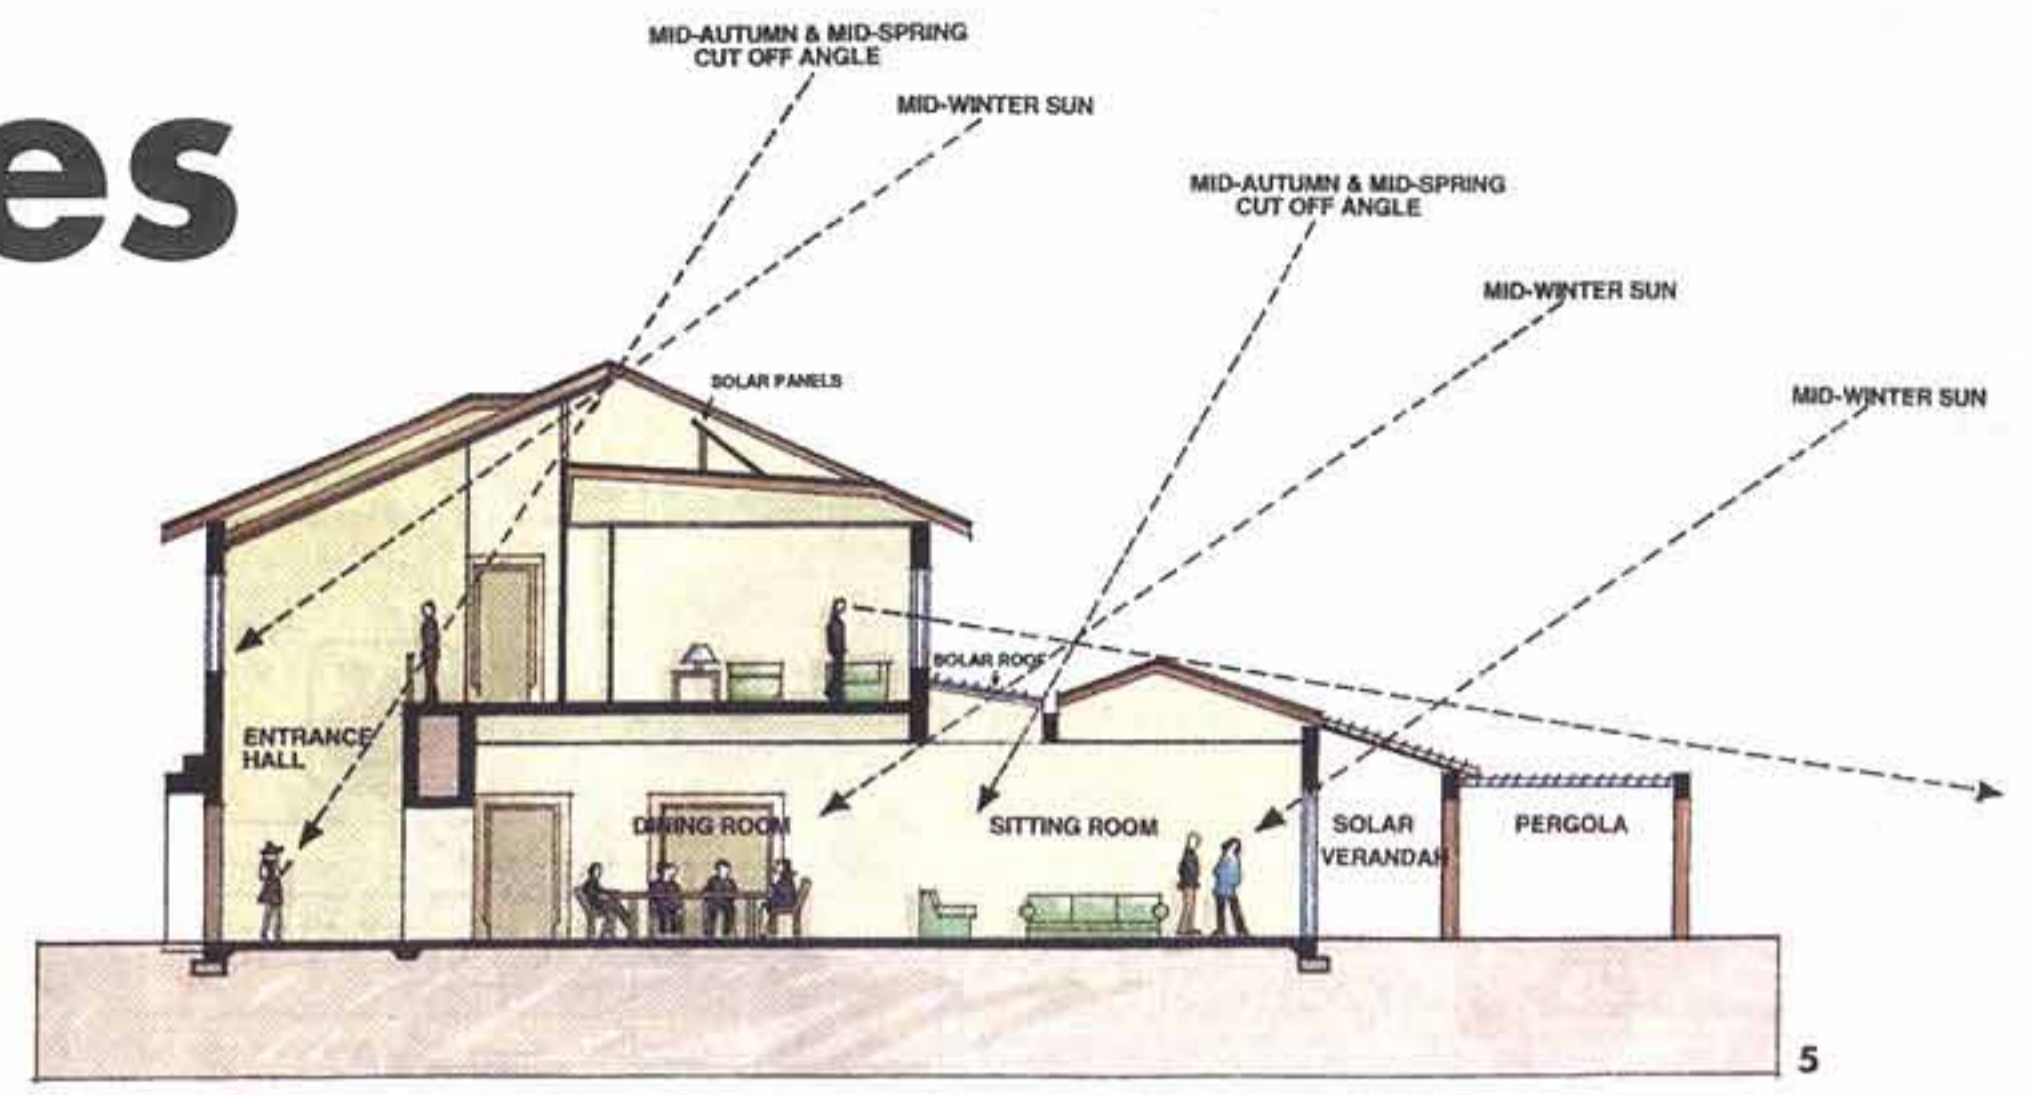 es
MID-AUTUMN & MID-SPRING
CUT OFF ANGLE
MID-WINTER SUN
MID-AUTUMN & MID-SPRING
CUT OFF ANGLE
MID-WINTER SUN
SOLAR PANELS
MID-WINTER SUN
SOLAR ROOF
ENTRANCE
HALL
DINING ROOM
SITTING ROOM
SOLAR
VERANDAH
PERGOLA
5